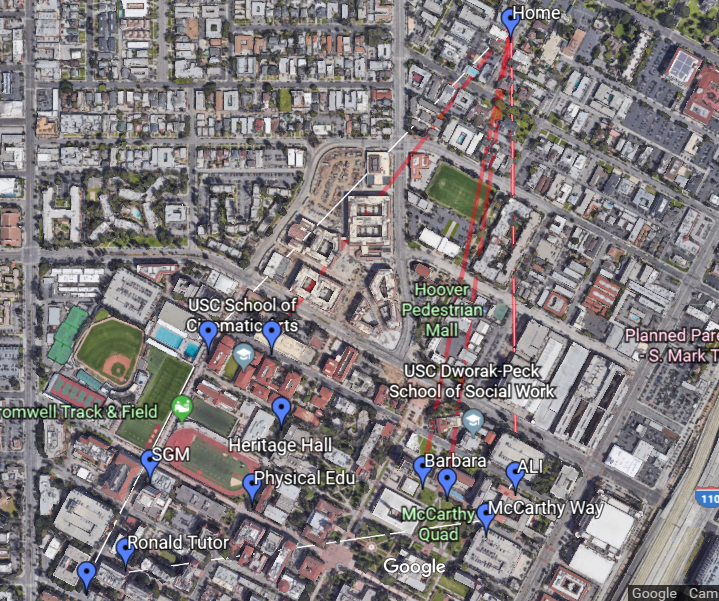 Home
USC School of
Cinematic Arts
Hoover
Pedestrian
Mall
Planned Pare
- S. Mark T
USC Dworak-Peck
School of Social Work
romwell Track & Field
Heritage Hall
SGM
Barbara
ALI
Physical Edu
110
McCarthy Way
McCarthy
Quad
Ronald Tutor
Google
Google Cam